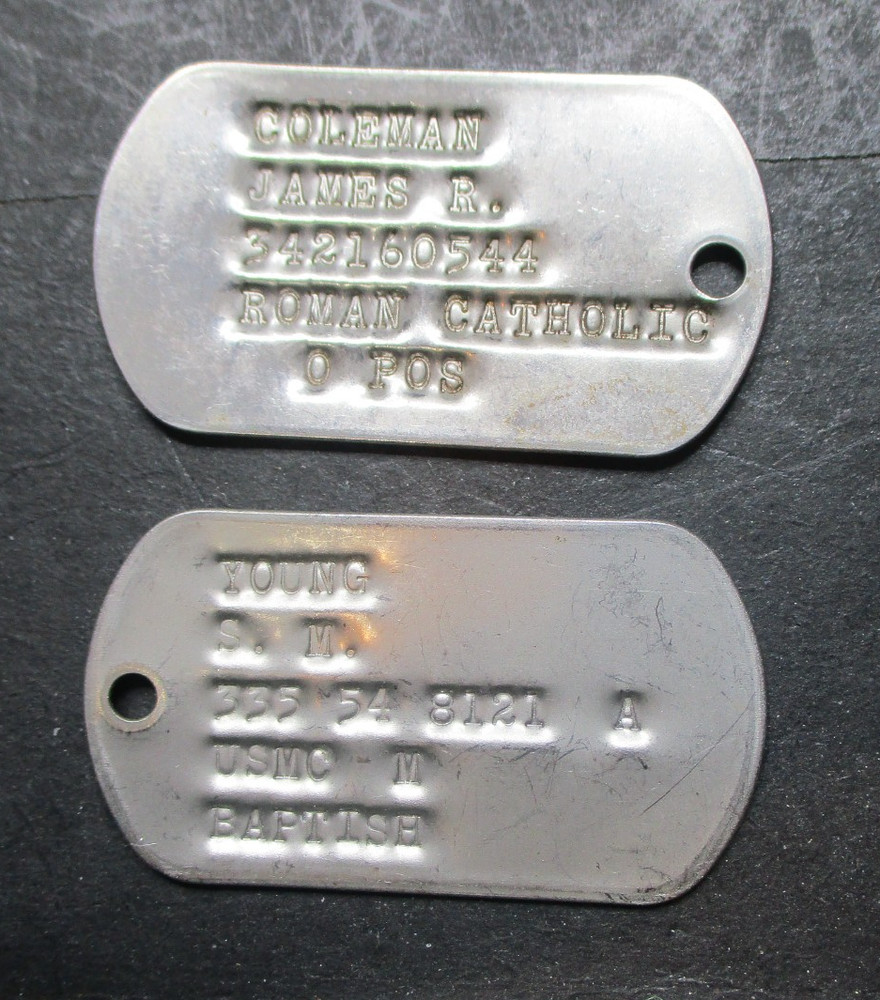 COLEMAN
JAMES R.
342160544
ROMAN CATHOLIC
O POS
YOUNG
S. M.
335 54 8121 A
USMC M
BAPTISH